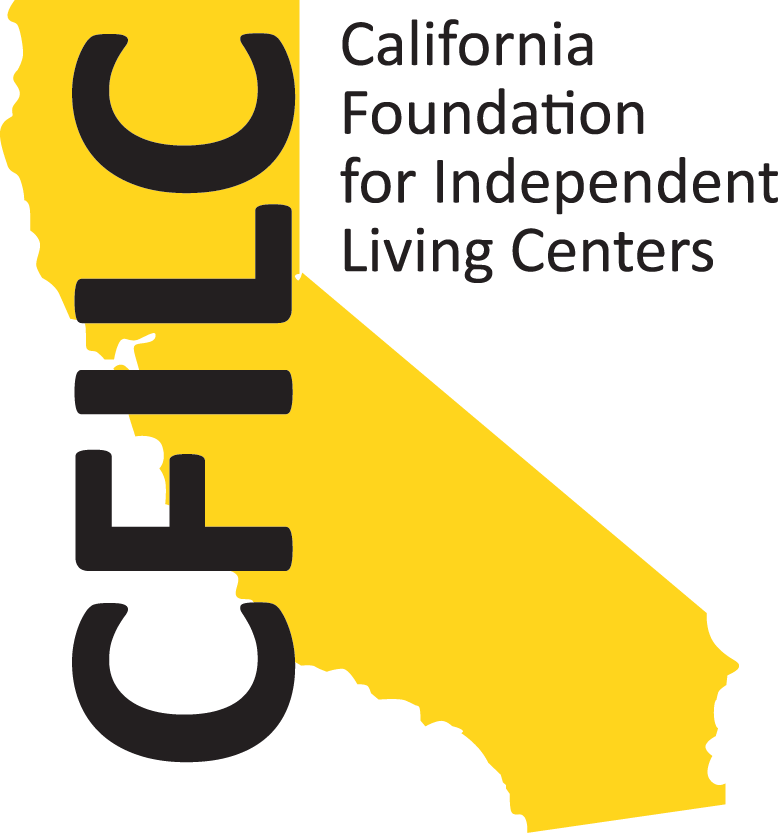 CFILC
California
Foundation
for Independent
Living Centers